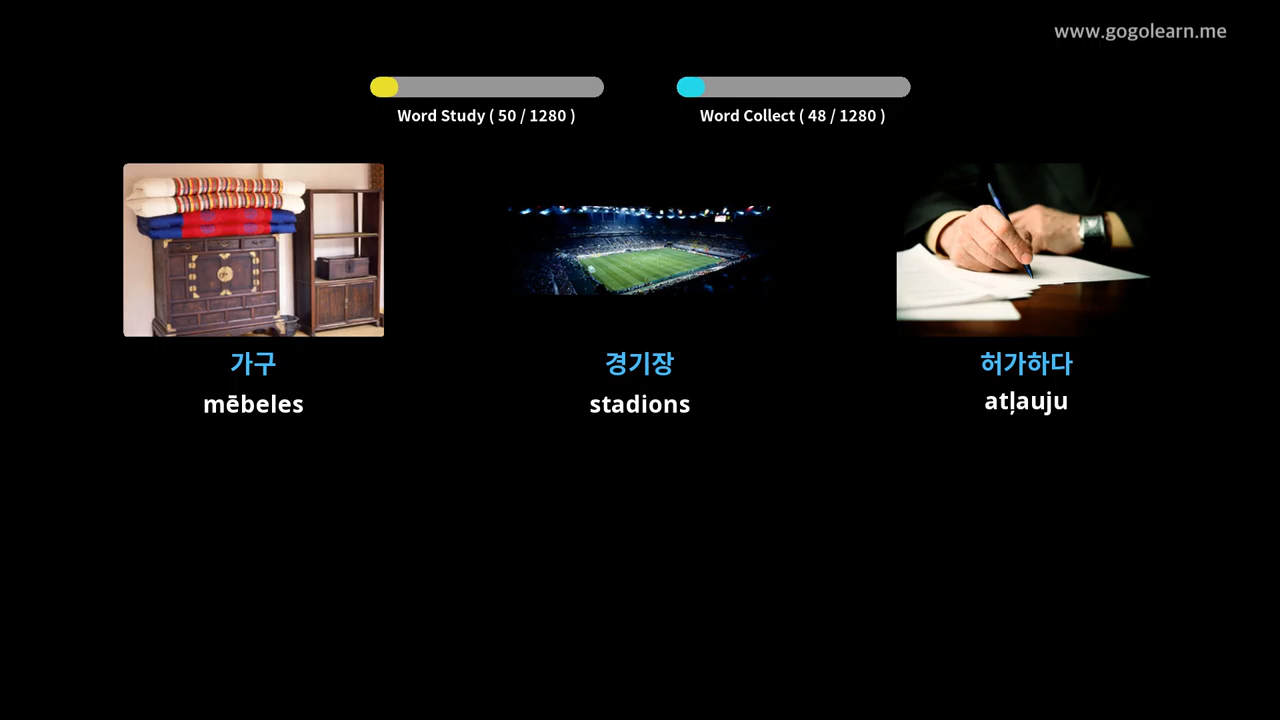 www.gogolearn.me
Word Study ( 50 / 1280 )
Word Collect ( 48 / 1280 )
가구
경기장
허가하다
mēbeles
stadions
atļauju